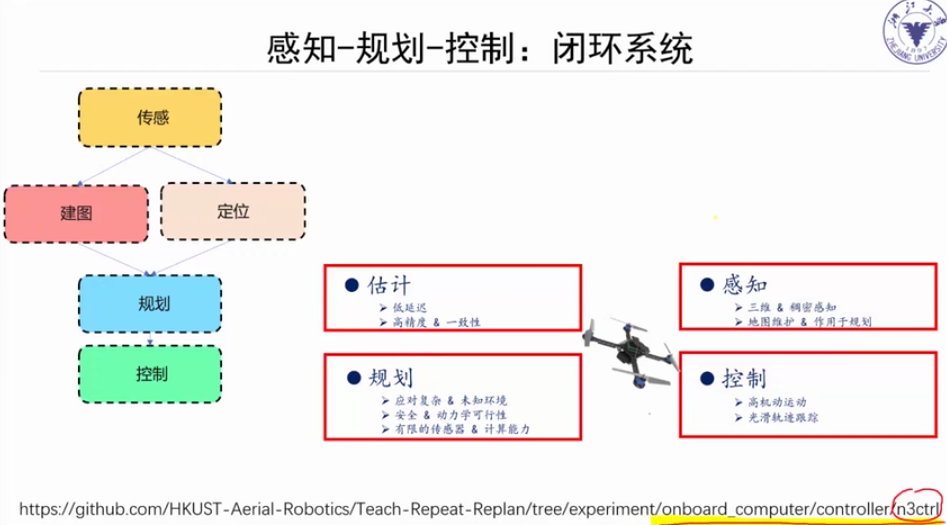 感知-规划-控制：闭环系统
浙江大学
ZHEJIANG UNIVERSITY
1897
传感
建图
定位
规划
控制
● 估计
➢ 低延迟
➢ 高精度 & 一致性
● 感知
➢ 三维 & 稠密感知
➢ 地图维护 & 作用于规划
● 规划
➢ 应对复杂 & 未知环境
➢ 安全 & 动力学可行性
➢ 有限的传感器 & 计算能力
● 控制
➢ 高机动运动
➢ 光滑轨迹跟踪
https://github.com/HKUST-Aerial-Robotics/Teach-Repeat-Replan/tree/experiment/onboard_computer/controller/n3ctrl